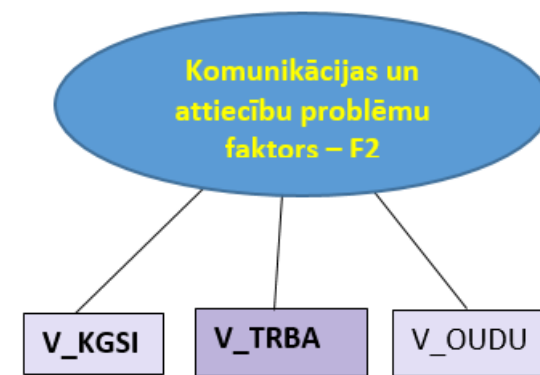 Komunikācijas un
attiecību problēmu
faktors – F2
V_KGSI
V_TRBA
V_OUDU